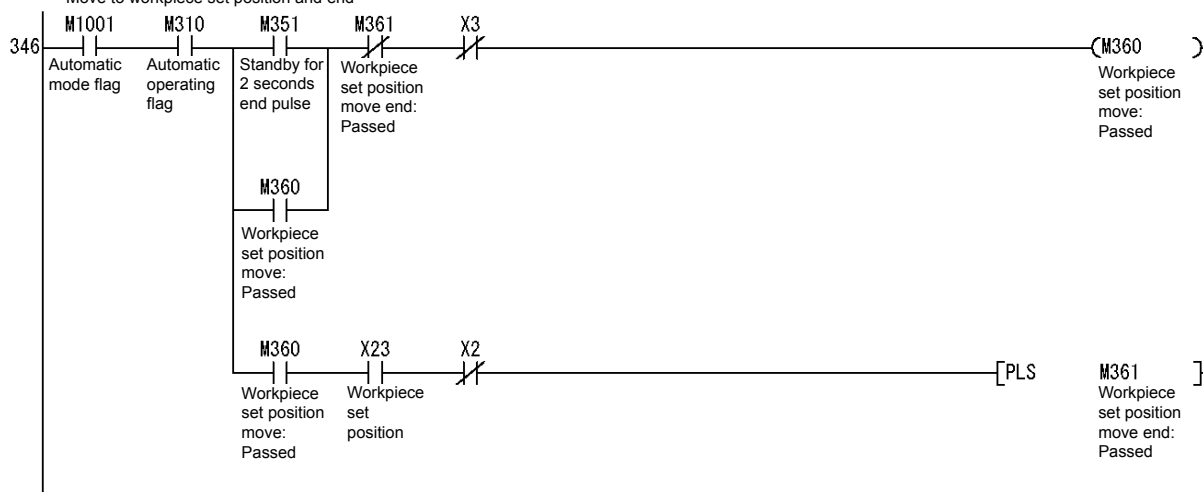 Move to workpiece set position and end
M1001 M310 M351 M361 X3
346
(M360 )
Automatic
mode flag
Automatic
operating
flag
Standby for
2 seconds
end pulse
Workpiece
set position
move end:
Passed
Workpiece
set position
move:
Passed
M360
Workpiece
set position
move:
Passed
M360 X23 X2
[PLS M361 ]
Workpiece
set position
move:
Passed
Workpiece
set
position
Workpiece
set position
move end:
Passed